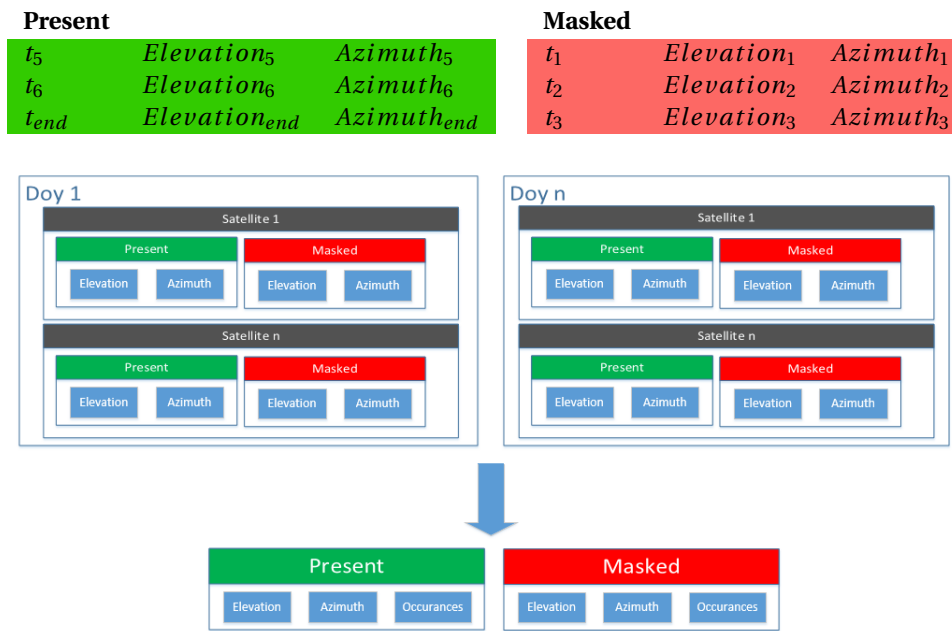 Present Masked
t5 Elevation5 Azimuth5 t1 Elevation1 Azimuth1
t6 Elevation6 Azimuth6 t2 Elevation2 Azimuth2
tend Elevationend Azimuthend t3 Elevation3 Azimuth3
Doy 1
Satellite 1
Present Masked
Elevation Azimuth Elevation Azimuth
Satellite n
Present Masked
Elevation Azimuth Elevation Azimuth
Doy n
Satellite 1
Present Masked
Elevation Azimuth Elevation Azimuth
Satellite n
Present Masked
Elevation Azimuth Elevation Azimuth
Present Masked
Elevation Azimuth Occurances Elevation Azimuth Occurances